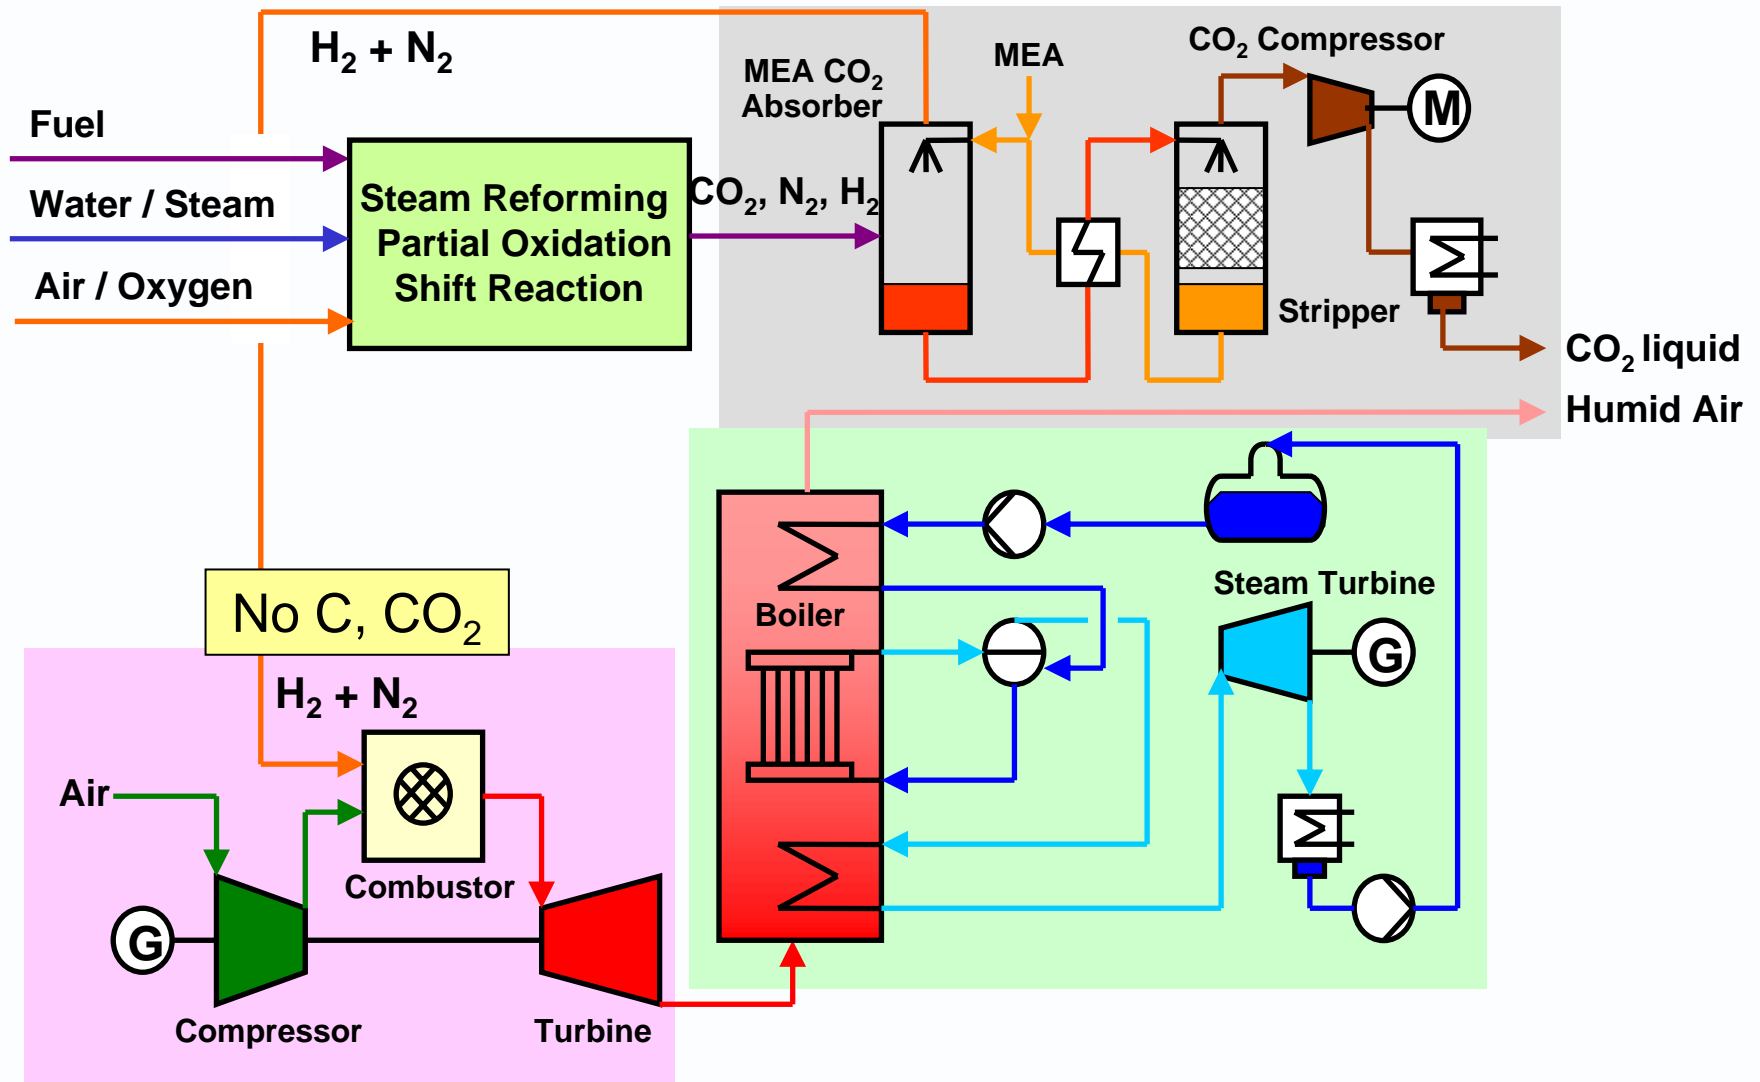 H₂ + N₂
CO₂ Compressor
MEA
MEA CO₂
Absorber
M
Fuel
Water / Steam
Air / Oxygen
Steam Reforming
Partial Oxidation
Shift Reaction
CO₂, N₂, H₂
Stripper
CO₂ liquid
Humid Air
No C, CO₂
H₂ + N₂
Air
Combustor
G
Compressor
Turbine
Boiler
Steam Turbine
G